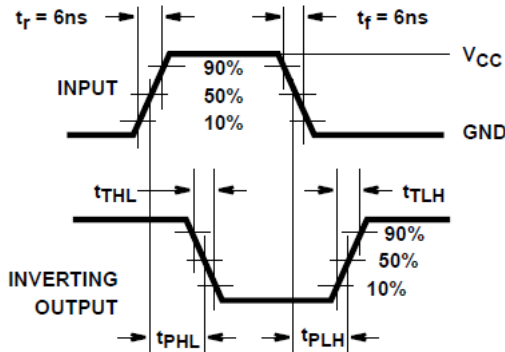 tr = 6ns
tf = 6ns
VCC
INPUT
90%
50%
10%
GND
tTHL
tTLH
90%
50%
10%
INVERTING
OUTPUT
tPHL
tPLH